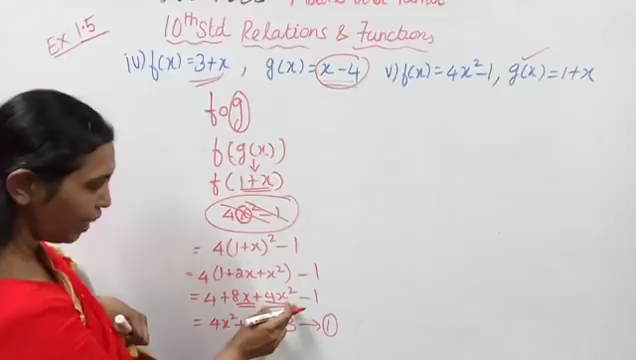 Ex 1.5
10th Std Relations & Functions
iv) f(x) = 3+x , g(x) = x-4 v) f(x) = 4x²-1, g(x) = 1+x
fog
f(g(x))
f(1+x)
4x²-1
= 4(1+x)²-1
= 4(1+2x+x²) -1
= 4+8x+4x²-1
= 4x²+ 3 → ①